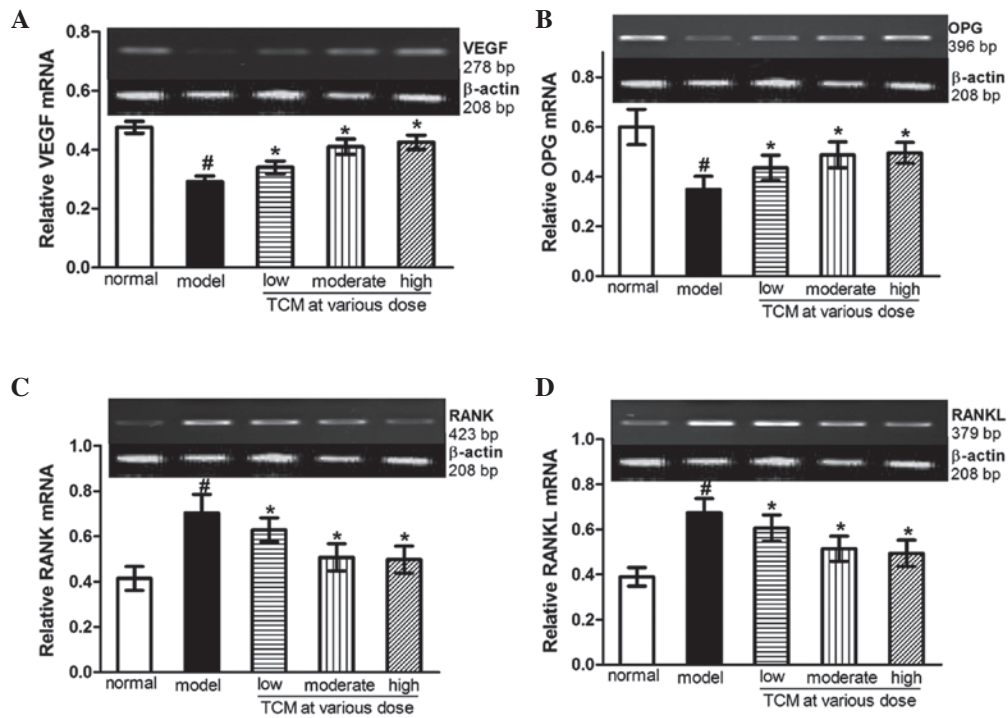 A
Relative VEGF mRNA
0.8
0.6
0.4
0.2
0.0
VEGF
278 bp
β-actin
208 bp
#
*
*
*
normal
model
low
moderate
high
TCM at various dose
B
Relative OPG mRNA
0.8
0.6
0.4
0.2
0.0
OPG
396 bp
β-actin
208 bp
#
*
*
*
normal
model
low
moderate
high
TCM at various dose
C
Relative RANK mRNA
1.0
0.8
0.6
0.4
0.2
0.0
RANK
423 bp
β-actin
208 bp
#
*
*
*
normal
model
low
moderate
high
TCM at various dose
D
Relative RANKL mRNA
1.0
0.8
0.6
0.4
0.2
0.0
RANKL
379 bp
β-actin
208 bp
#
*
*
*
normal
model
low
moderate
high
TCM at various dose